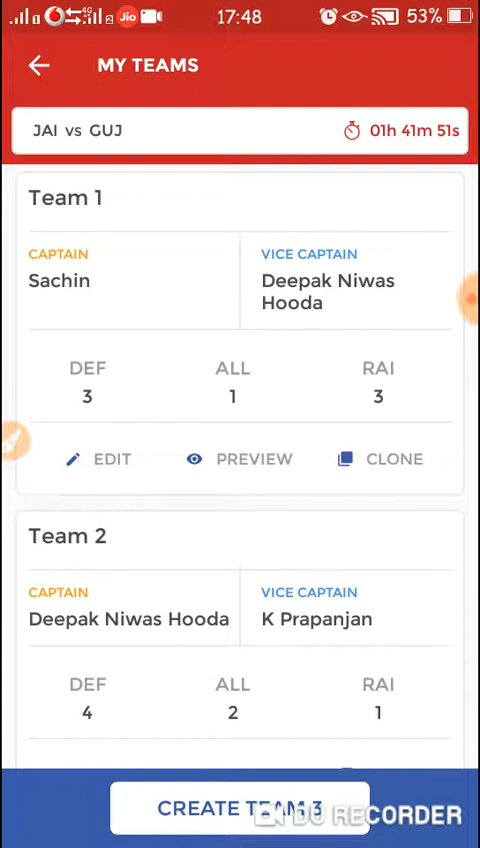 4G
Jio
17:48
53%
MY TEAMS
JAI vs GUJ
01h 41m 51s
Team 1
CAPTAIN
VICE CAPTAIN
Sachin
Deepak Niwas
Hooda
DEF
ALL
RAI
3
1
3
EDIT
PREVIEW
CLONE
Team 2
CAPTAIN
VICE CAPTAIN
Deepak Niwas Hooda
K Prapanjan
DEF
ALL
RAI
4
2
1
CREATE TEAM 3
DU RECORDER